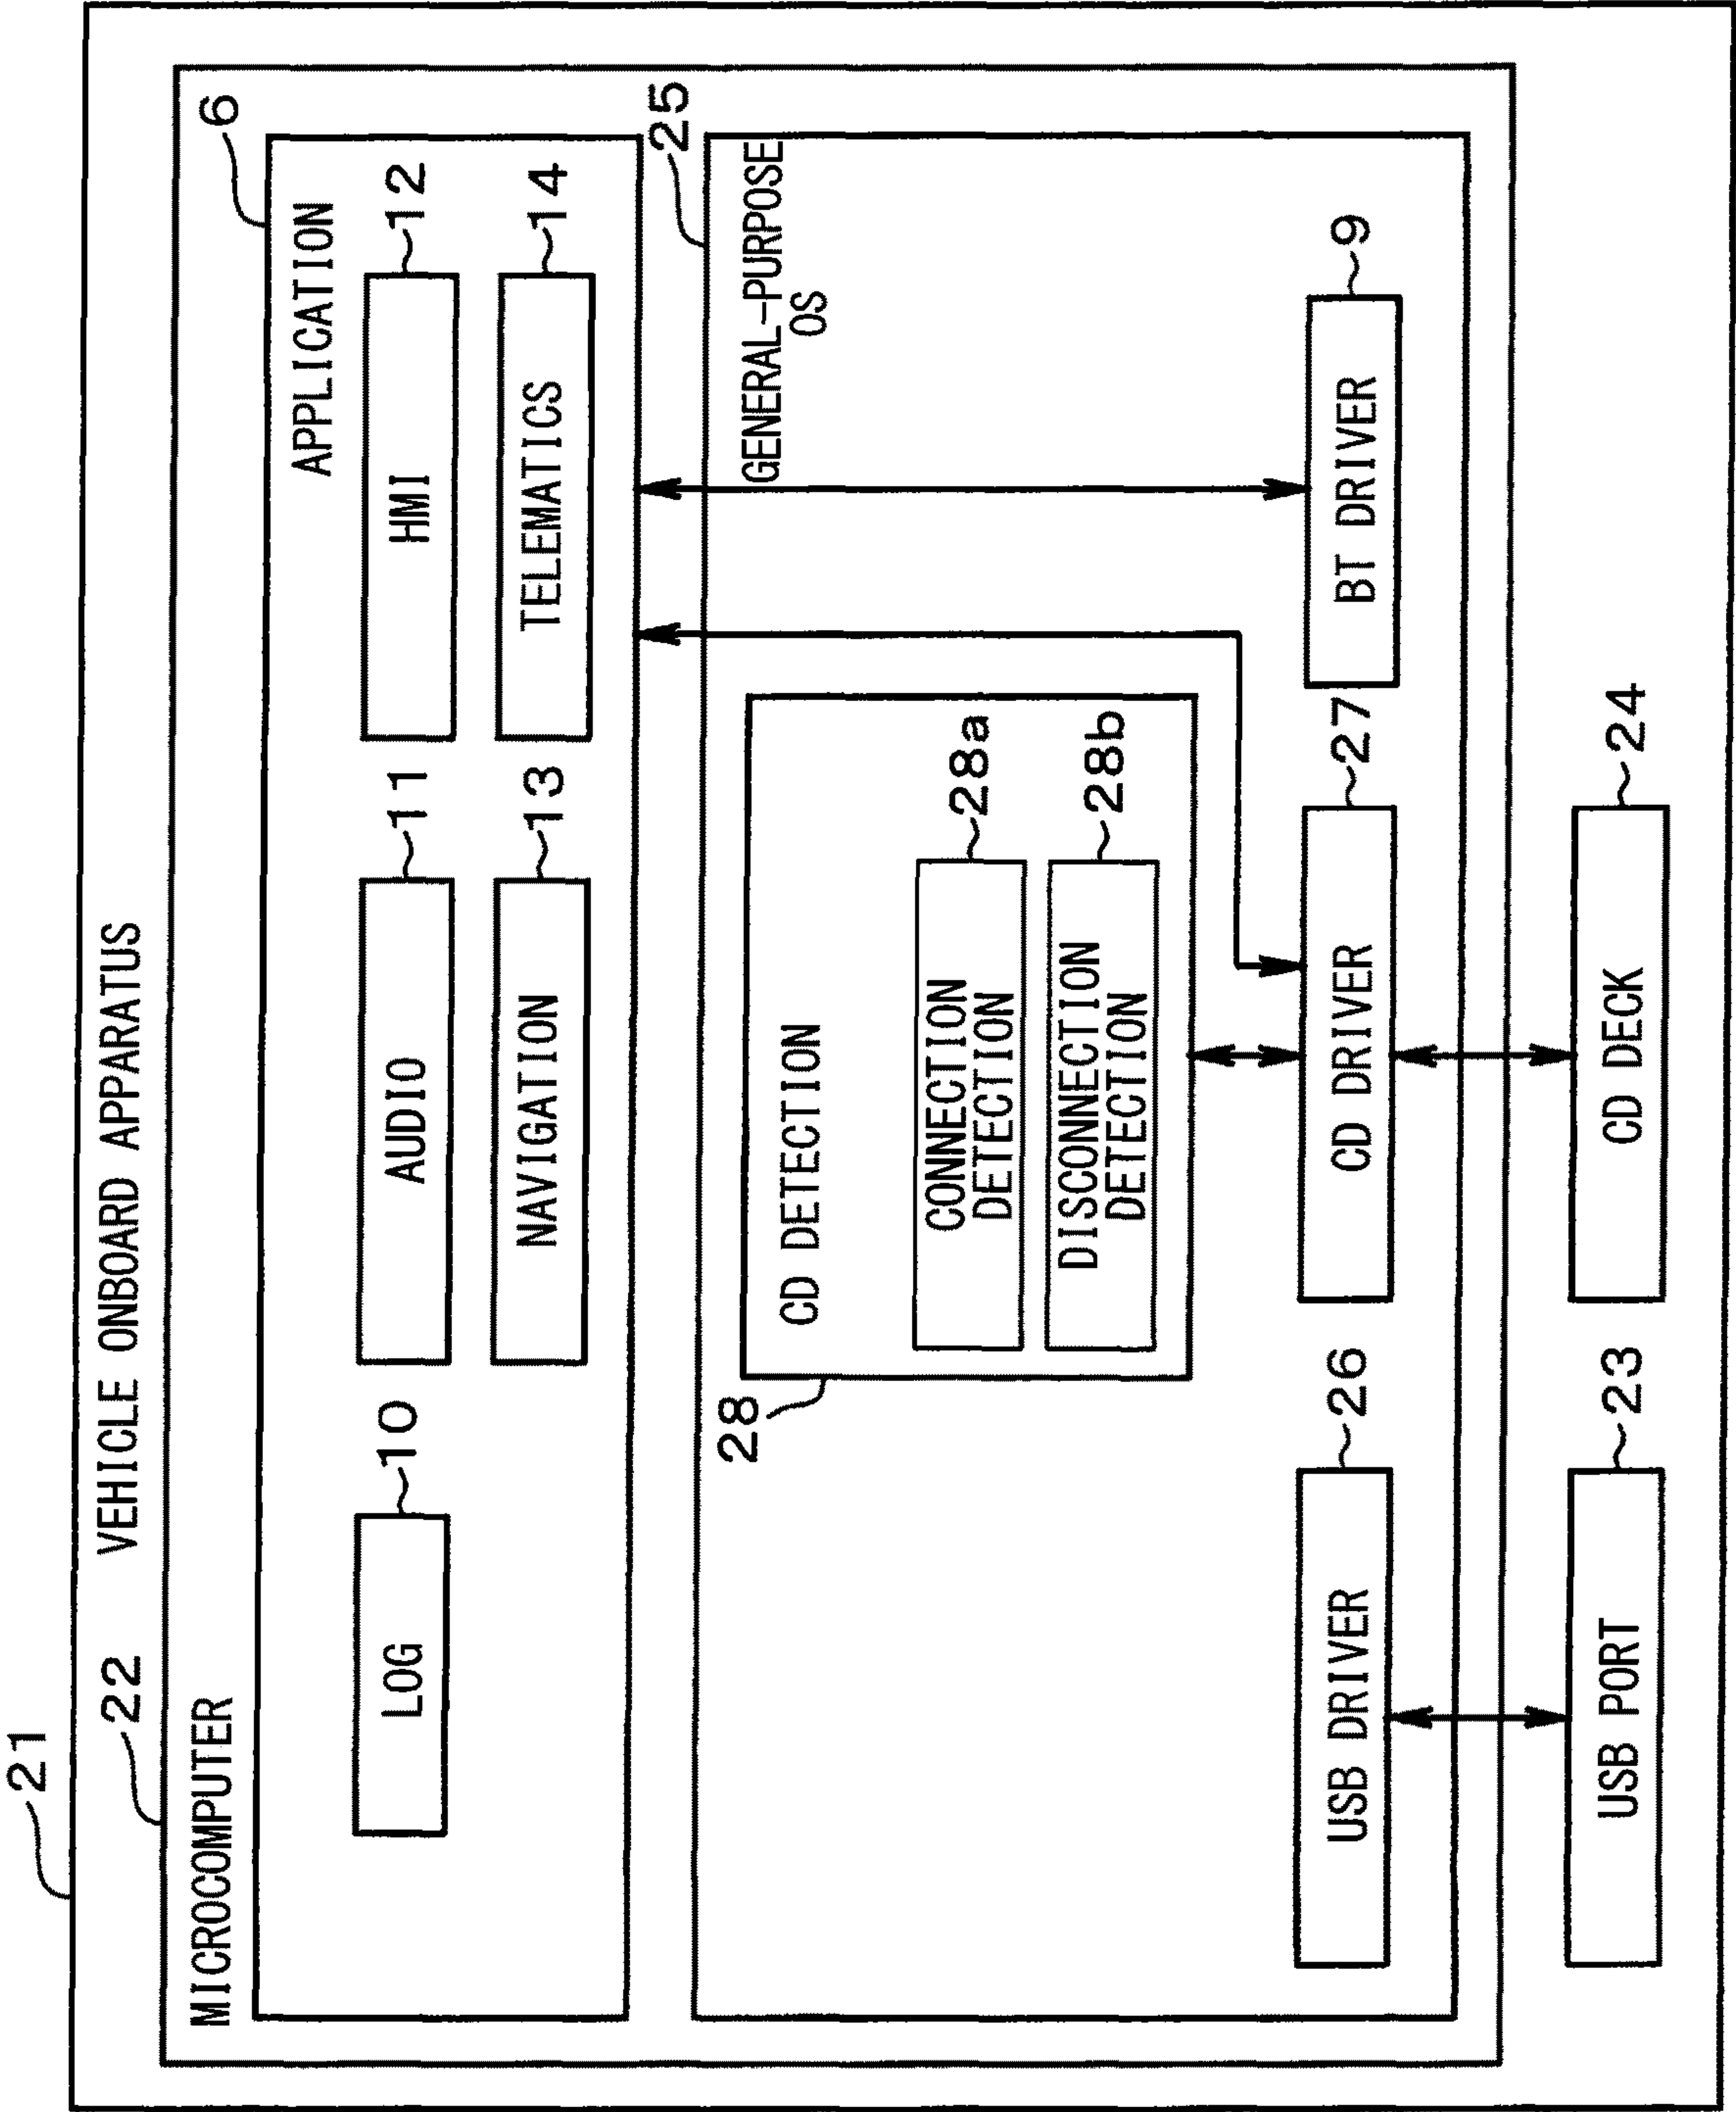 21
22
VEHICLE ONBOARD APPARATUS
MICROCOMPUTER
6
APPLICATION
LOG
10
AUDIO
11
HMI
12
NAVIGATION
13
TELEMATICS
14
25
GENERAL-PURPOSE
OS
28
CD DETECTION
CONNECTION
DETECTION
28a
DISCONNECTION
DETECTION
28b
USB DRIVER
26
CD DRIVER
27
BT DRIVER
9
USB PORT
23
CD DECK
24